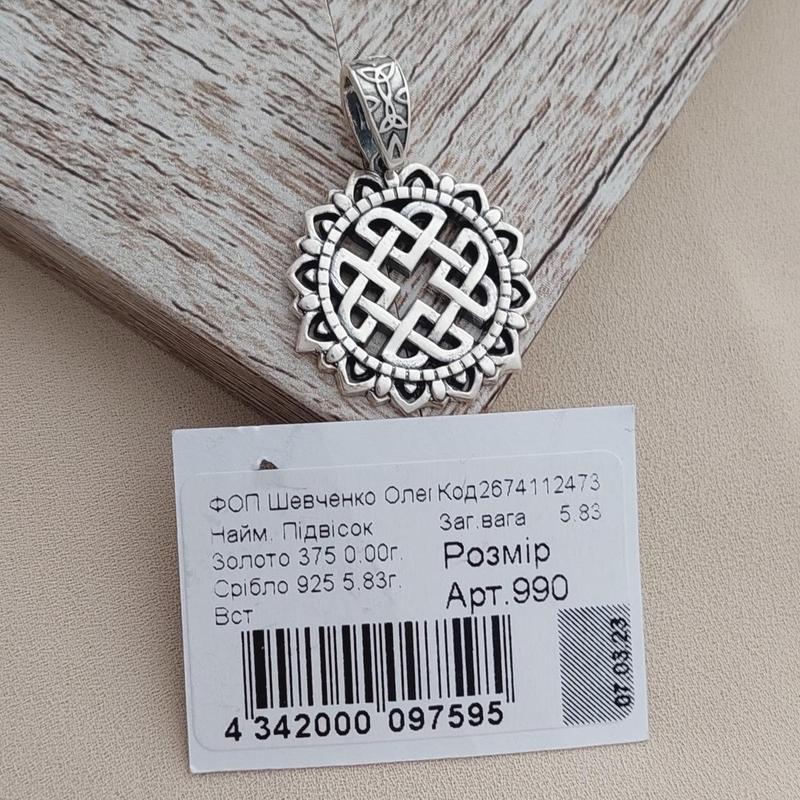 ФОП Шевченко Олег Код2674112473
Найм. Підвісок Заг.вага 5.83
Золото 375 0.00г. Розмір
Срібло 925 5.83г. Арт.990
Вст
07.03.23
4 342000 097595